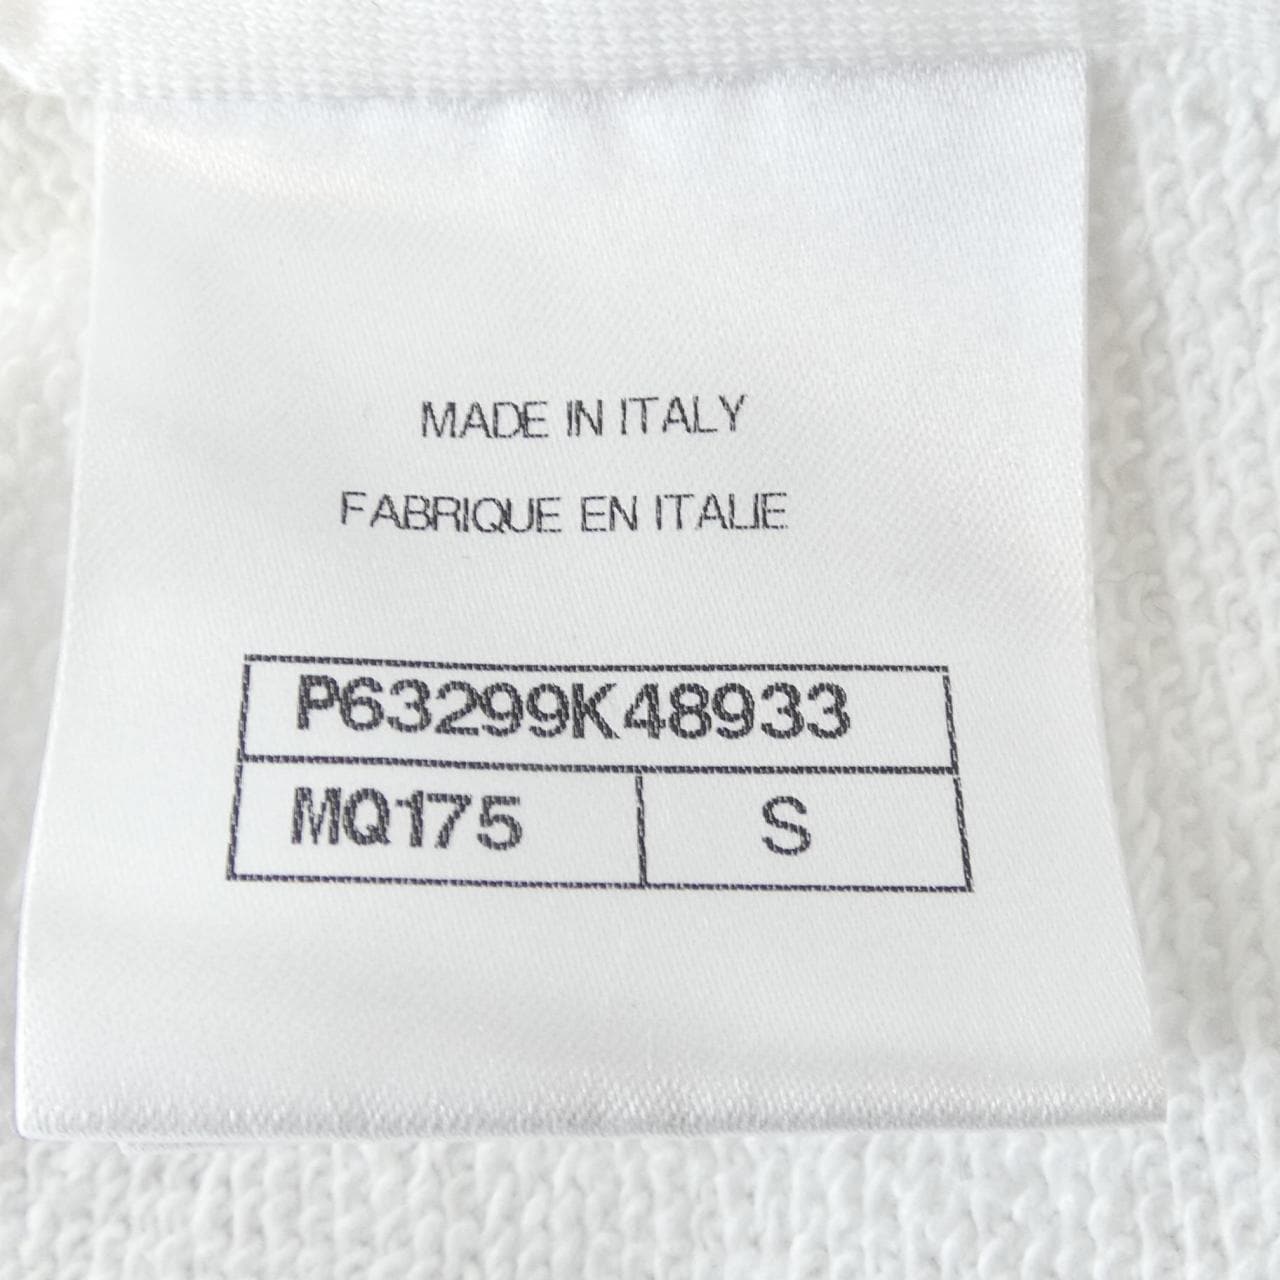 MADE IN ITALY
FABRIQUE EN ITALIE
P63299K48933
MQ175 S